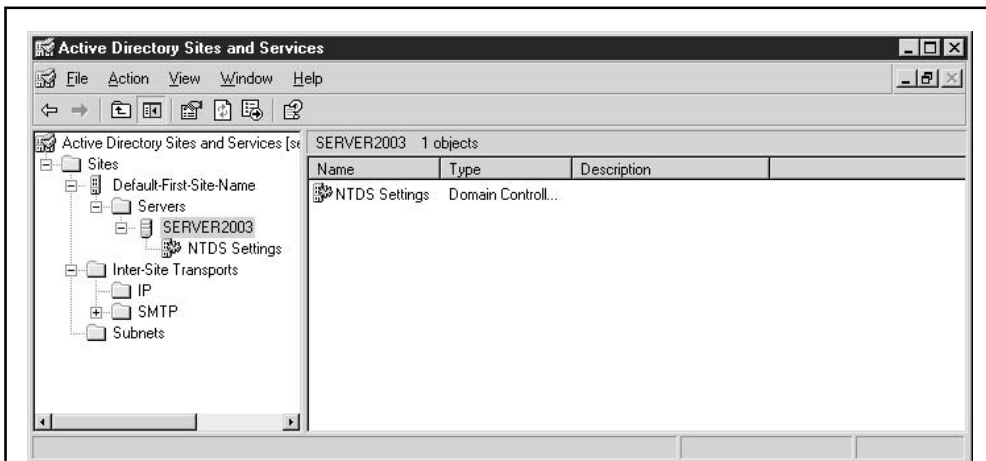 Active Directory Sites and Services
File Action View Window Help
Active Directory Sites and Services [se
Sites
Default-First-Site-Name
Servers
SERVER2003
NTDS Settings
Inter-Site Transports
IP
SMTP
Subnets
SERVER2003 1 objects
Name Type Description
NTDS Settings Domain Controll...